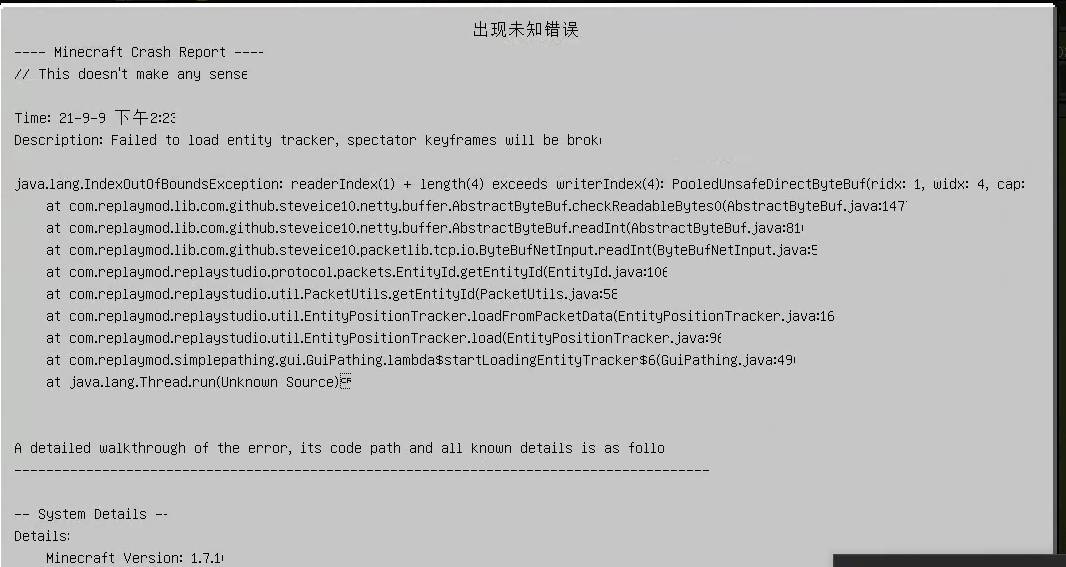 出现未知错误
---- Minecraft Crash Report ----
// This doesn't make any sense
Time: 21-9-9 下午2:23
Description: Failed to load entity tracker, spectator keyframes will be brok
java.lang.IndexOutOfBoundsException: readerIndex(1) + length(4) exceeds writerIndex(4): PooledUnsafeDirectByteBuf(ridx: 1, widx: 4, cap:
at com.replaymod.lib.com.github.steveice10.netty.buffer.AbstractByteBuf.checkReadableBytes0(AbstractByteBuf.java:147
at com.replaymod.lib.com.github.steveice10.netty.buffer.AbstractByteBuf.readInt(AbstractByteBuf.java:81
at com.replaymod.lib.com.github.steveice10.packetlib.tcp.io.ByteBufNetInput.readInt(ByteBufNetInput.java:5
at com.replaymod.replaystudio.protocol.packets.EntityId.getEntityId(EntityId.java:106
at com.replaymod.replaystudio.util.PacketUtils.getEntityId(PacketUtils.java:58
at com.replaymod.replaystudio.util.EntityPositionTracker.loadFromPacketData(EntityPositionTracker.java:16
at com.replaymod.replaystudio.util.EntityPositionTracker.load(EntityPositionTracker.java:96
at com.replaymod.simplepathing.gui.GuiPathing.lambda$startLoadingEntityTracker$6(GuiPathing.java:49
at java.lang.Thread.run(Unknown Source)
A detailed walkthrough of the error, its code path and all known details is as follo
---------------------------------------------------------------------------------------
-- System Details --
Details:
Minecraft Version: 1.7.1